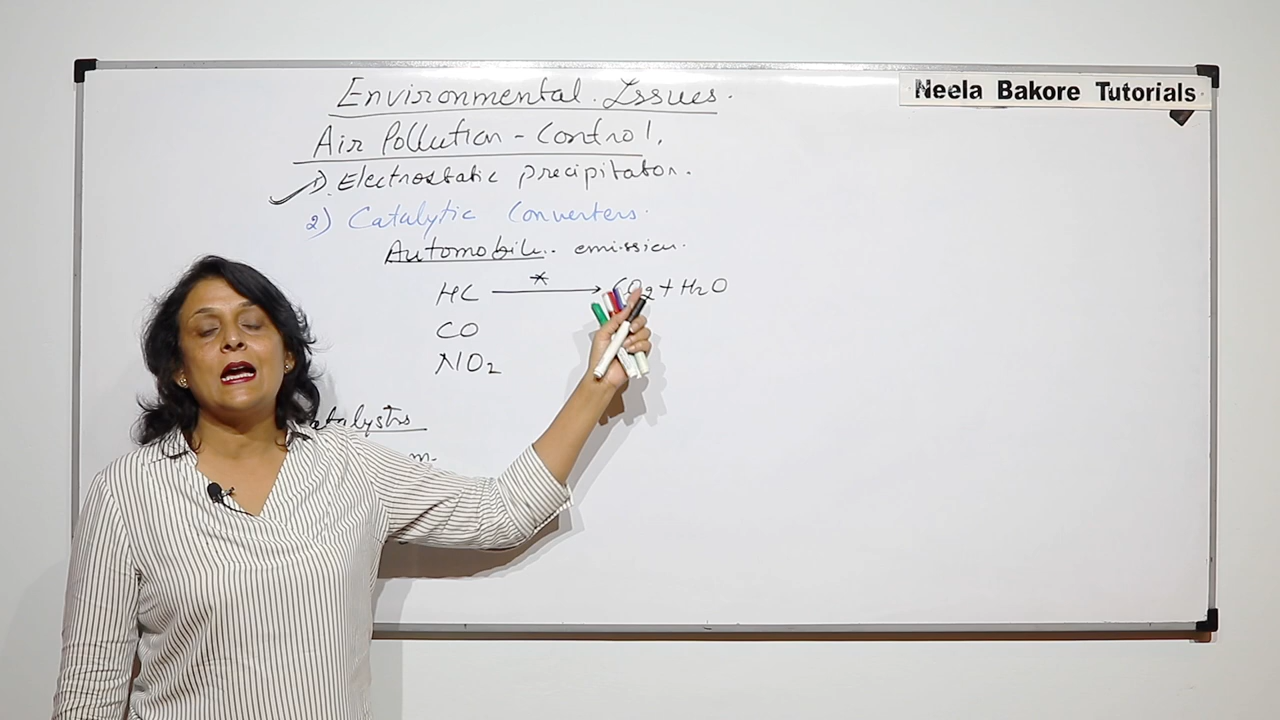 Neela Bakore Tutorials
Environmental Issues.
Air Pollution - Control.
1) Electrostatic precipitator.
2) Catalytic Converters.
Automobile.. emission.
HC ⟶* CO2 + H2O
CO
NO2
atalysts
m-